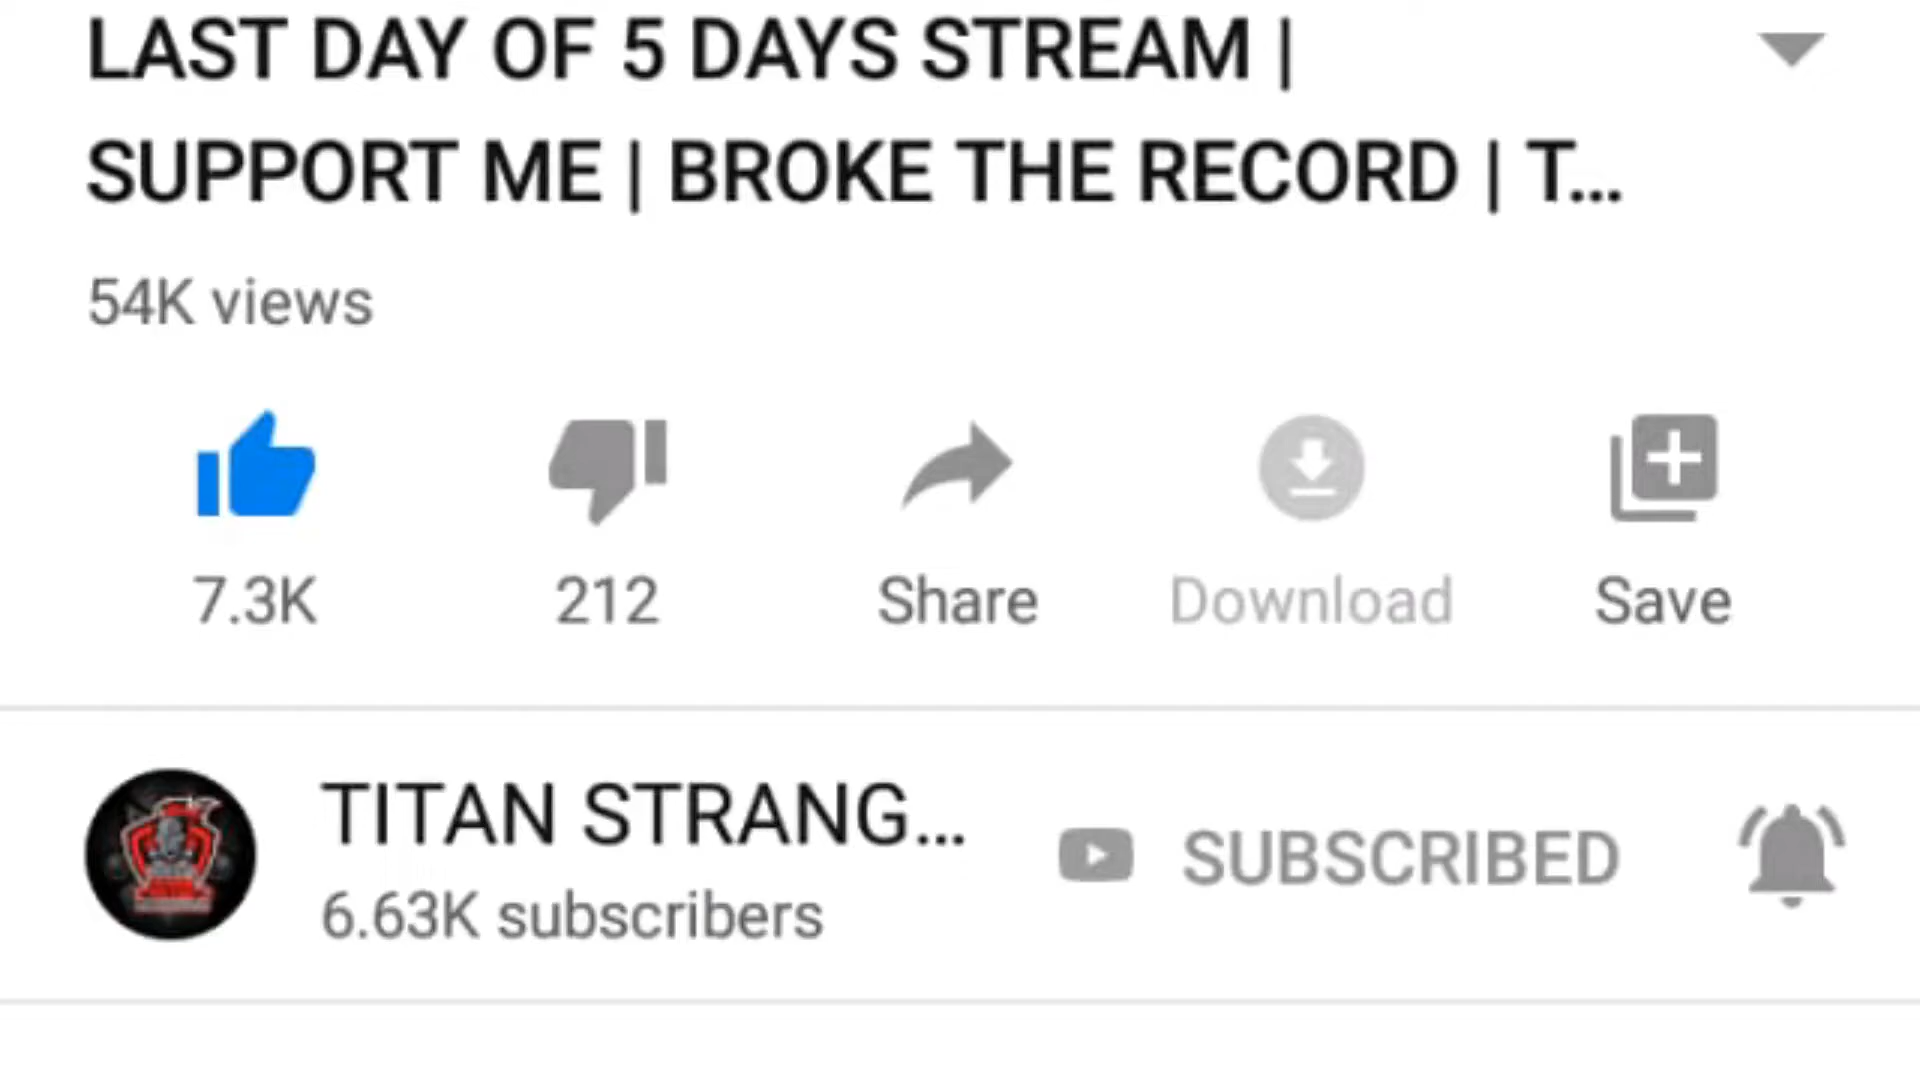 LAST DAY OF 5 DAYS STREAM |
SUPPORT ME | BROKE THE RECORD | T...
54K views
7.3K
212
Share
Download
Save
TITAN STRANG...
6.63K subscribers
SUBSCRIBED